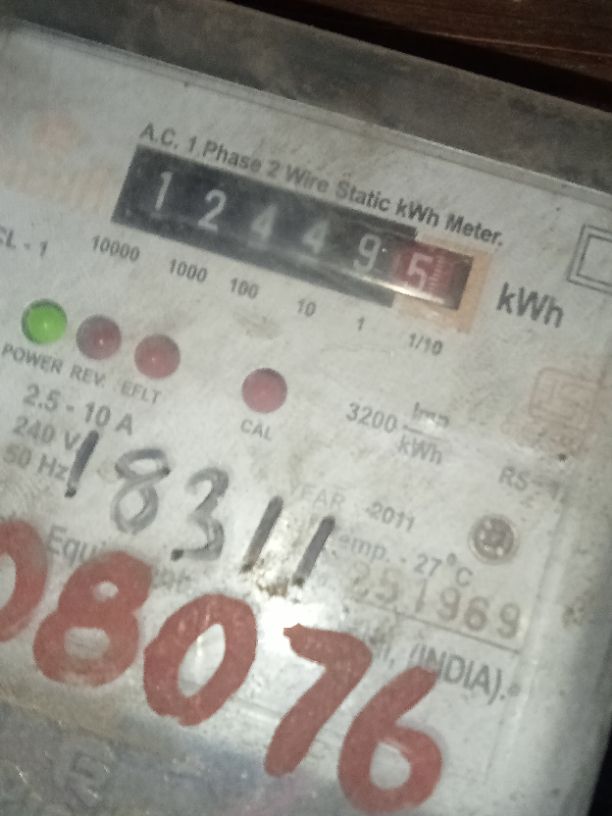 A.C. 1 Phase 2 Wire Static kWh Meter.
1 2 4 4 9 5
kWh
CL - 1 10000 1000 100 10 1 1/10
POWER REV. EFLT
CAL
3200 Imp/kWh
2.5 - 10 A
240 V
50 Hz
RS - 1
18311
YEAR - 2011
Temp. - 27°C
(INDIA).
08076